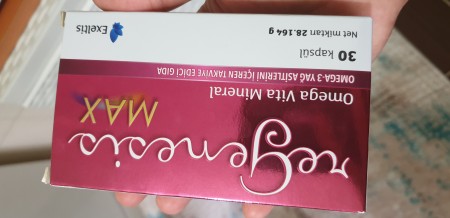 reGenesis
MAX
Omega Vita Mineral
OMEGA-3 YAĞ ASİTLERİNİ İÇEREN TAKVİYE EDİCİ GIDA
30 kapsül
Net miktarı 28.164 g
Exeltis